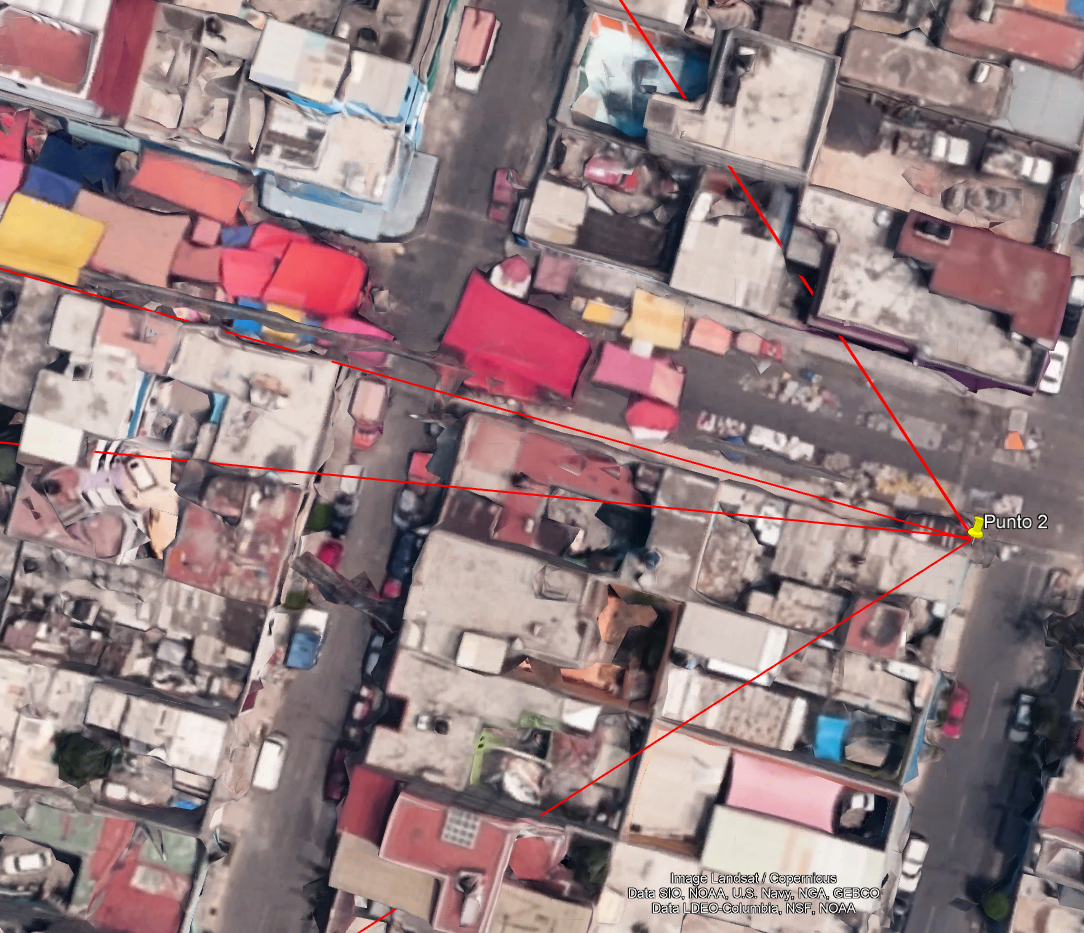 Punto 2
Image Landsat / Copernicus
Data SIO, NOAA, U.S. Navy, NGA, GEBCO
Data LDEO-Columbia, NSF, NOAA